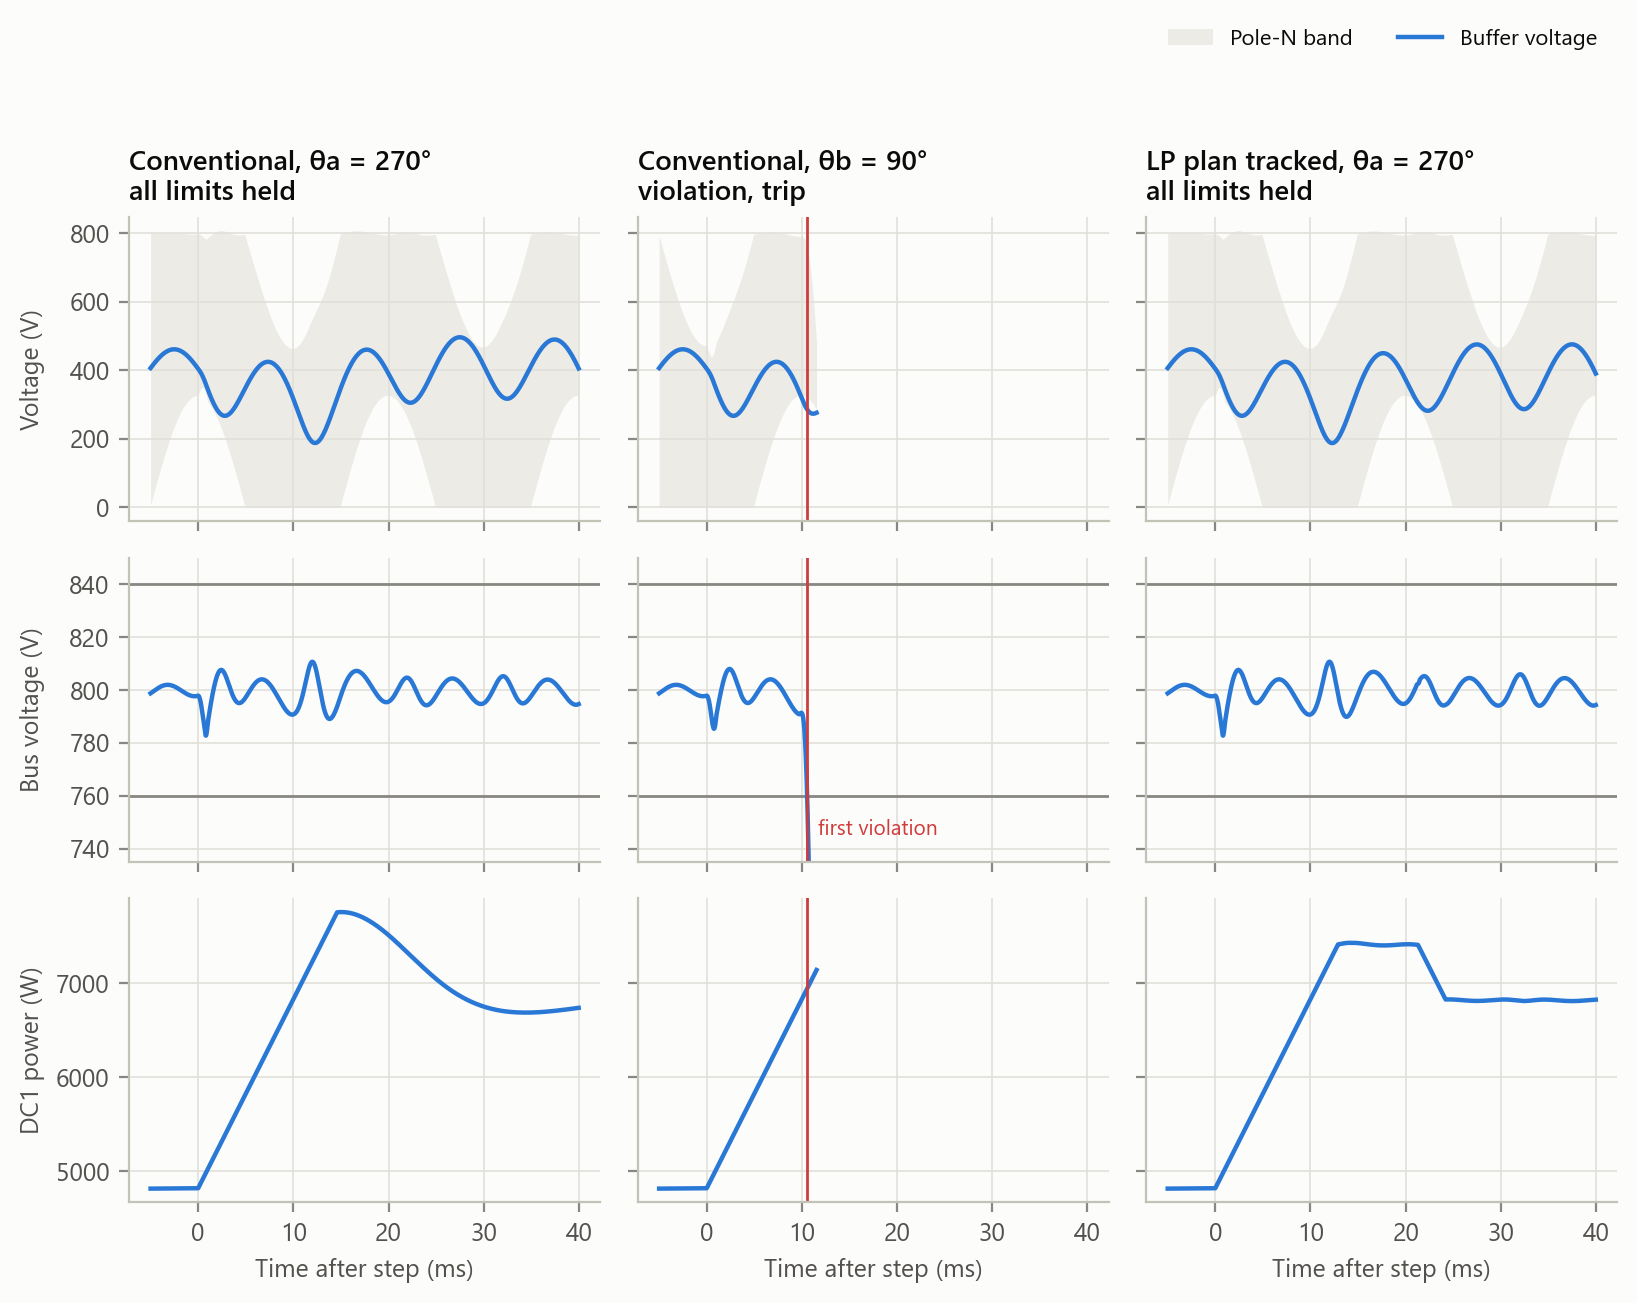 Pole-N band
Buffer voltage
Conventional, θa = 270°
all limits held
Conventional, θb = 90°
violation, trip
LP plan tracked, θa = 270°
all limits held
Voltage (V)
800
600
400
200
0
Bus voltage (V)
840
820
800
780
760
740
first violation
DC1 power (W)
7000
6000
5000
0 10 20 30 40
0 10 20 30 40
0 10 20 30 40
Time after step (ms)
Time after step (ms)
Time after step (ms)